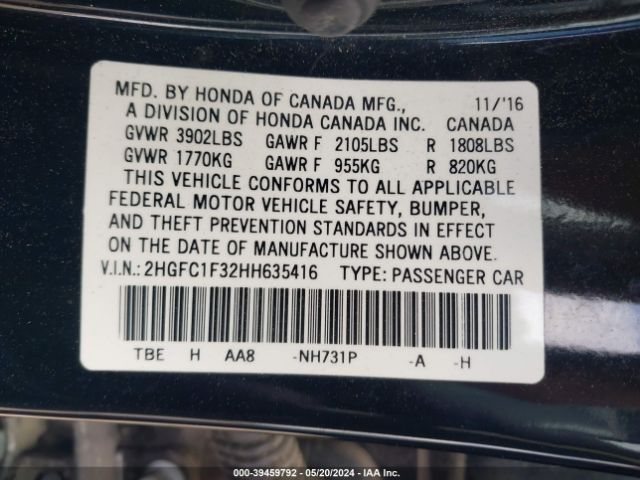 MFD. BY HONDA OF CANADA MFG., 11/'16
A DIVISION OF HONDA CANADA INC. CANADA
GVWR 3902LBS GAWR F 2105LBS R 1808LBS
GVWR 1770KG GAWR F 955KG R 820KG
THIS VEHICLE CONFORMS TO ALL APPLICABLE
FEDERAL MOTOR VEHICLE SAFETY, BUMPER,
AND THEFT PREVENTION STANDARDS IN EFFECT
ON THE DATE OF MANUFACTURE SHOWN ABOVE.
V.I.N.: 2HGFC1F32HH635416 TYPE: PASSENGER CAR
TBE H AA8 -NH731P -A -H
000-39459792 - 05/20/2024 - IAA Inc.